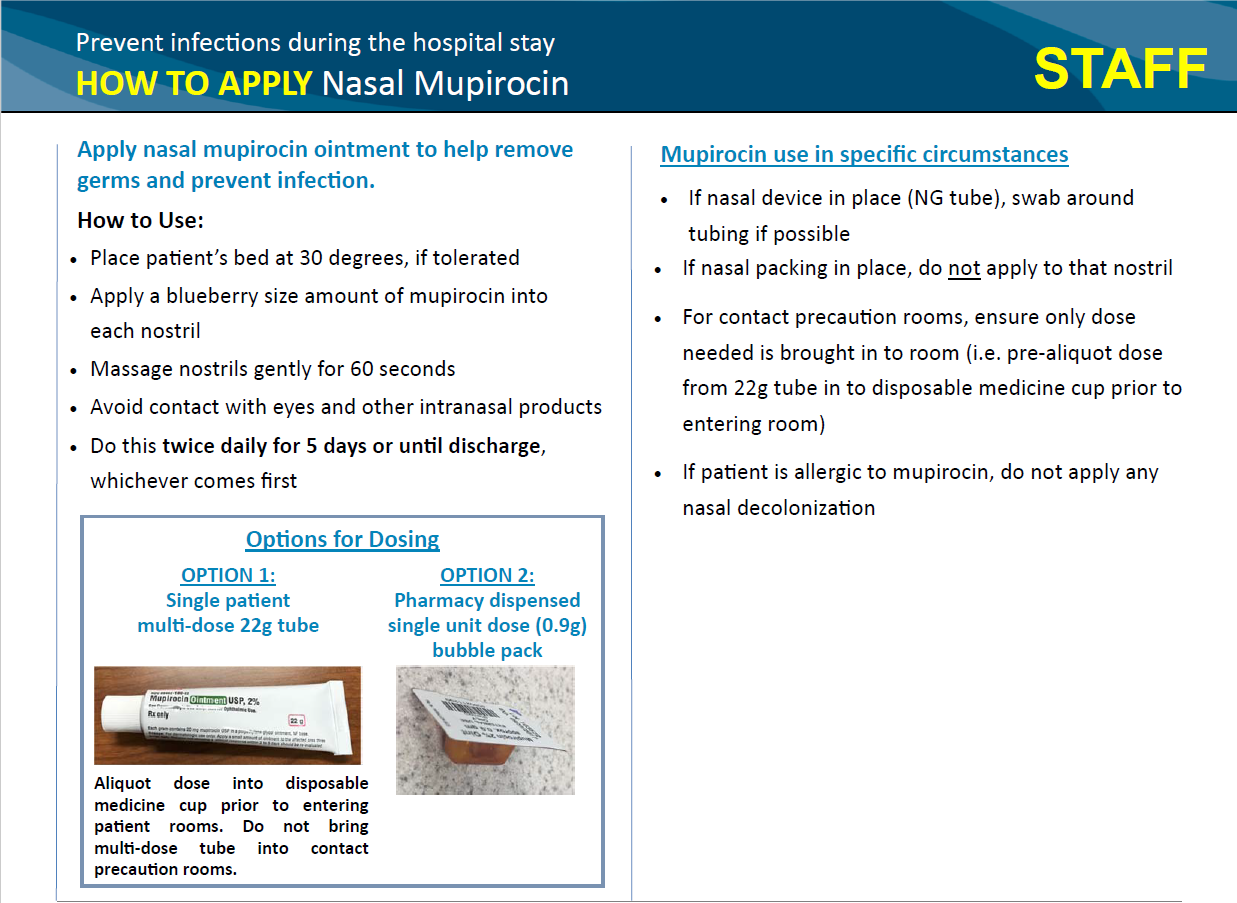 Prevent infections during the hospital stay
HOW TO APPLY Nasal Mupirocin
STAFF
Apply nasal mupirocin ointment to help remove
germs and prevent infection.
How to Use:
• Place patient’s bed at 30 degrees, if tolerated
• Apply a blueberry size amount of mupirocin into
each nostril
• Massage nostrils gently for 60 seconds
• Avoid contact with eyes and other intranasal products
• Do this twice daily for 5 days or until discharge,
whichever comes first
Options for Dosing
OPTION 1:
Single patient
multi-dose 22g tube
Mupirocin Ointment USP, 2%
Rx only
22 g
Aliquot dose into disposable
medicine cup prior to entering
patient rooms. Do not bring
multi-dose tube into contact
precaution rooms.
OPTION 2:
Pharmacy dispensed
single unit dose (0.9g)
bubble pack
Mupirocin use in specific circumstances
• If nasal device in place (NG tube), swab around
tubing if possible
• If nasal packing in place, do not apply to that nostril
• For contact precaution rooms, ensure only dose
needed is brought in to room (i.e. pre-aliquot dose
from 22g tube in to disposable medicine cup prior to
entering room)
• If patient is allergic to mupirocin, do not apply any
nasal decolonization